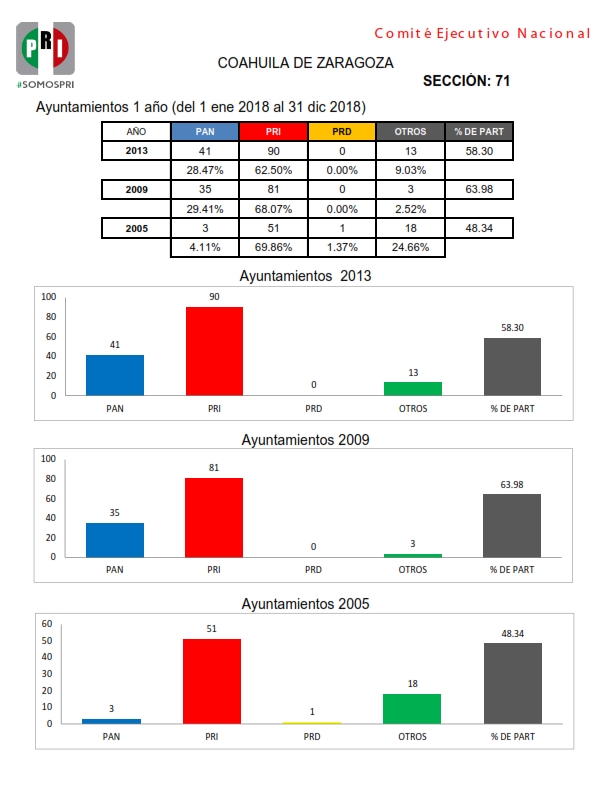 PRI
#SOMOSPRI
Comité Ejecutivo Nacional
COAHUILA DE ZARAGOZA
SECCIÓN: 71
Ayuntamientos 1 año (del 1 ene 2018 al 31 dic 2018)
AÑO PAN PRI PRD OTROS % DE PART
2013 41 90 0 13 58.30
28.47% 62.50% 0.00% 9.03%
2009 35 81 0 3 63.98
29.41% 68.07% 0.00% 2.52%
2005 3 51 1 18 48.34
4.11% 69.86% 1.37% 24.66%
Ayuntamientos 2013
100
80
60
40
20
0
41 90 0 13 58.30
PAN PRI PRD OTROS % DE PART
Ayuntamientos 2009
100
80
60
40
20
0
35 81 0 3 63.98
PAN PRI PRD OTROS % DE PART
Ayuntamientos 2005
60
50
40
30
20
10
0
3 51 1 18 48.34
PAN PRI PRD OTROS % DE PART